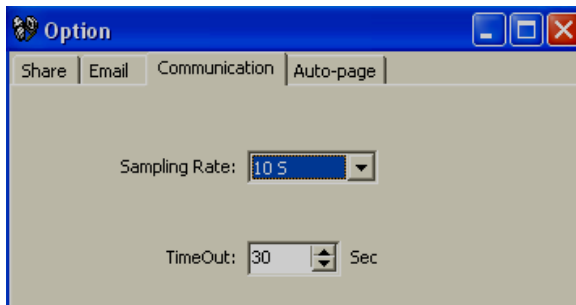 Option
Share Email Communication Auto-page
Sampling Rate: 10 S
TimeOut: 30 Sec